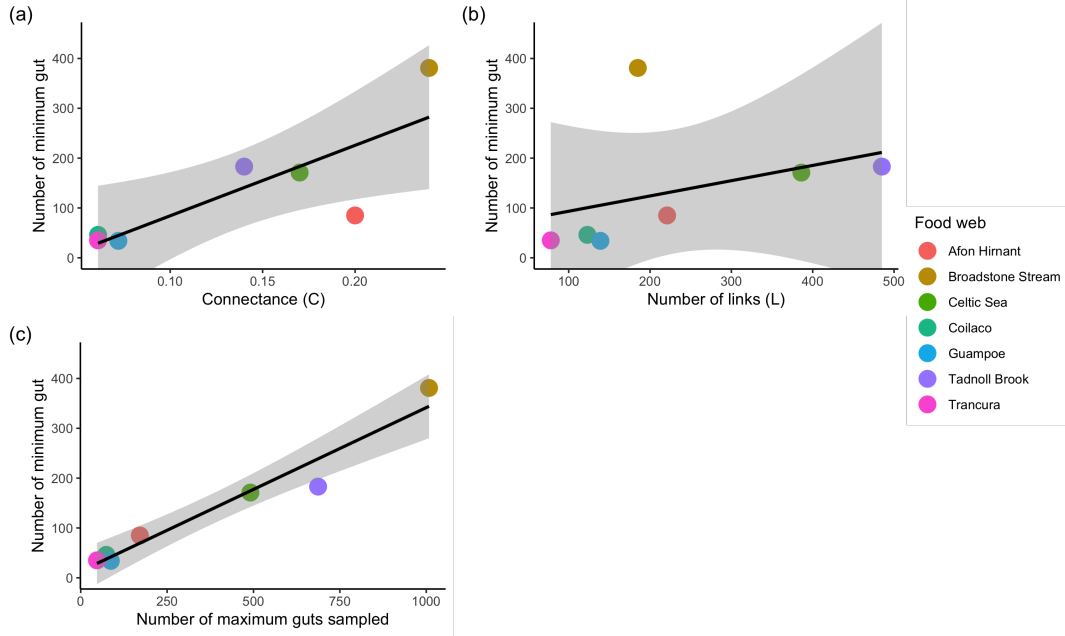 (a)
Number of minimum gut
400
300
200
100
0
0.10 0.15 0.20
Connectance (C)
(b)
Number of minimum gut
400
300
200
100
0
100 200 300 400 500
Number of links (L)
Food web
Afon Hirnant
Broadstone Stream
Celtic Sea
Coilaco
Guampoe
Tadnoll Brook
Trancura
(c)
Number of minimum gut
400
300
200
100
0
0 250 500 750 1000
Number of maximum guts sampled